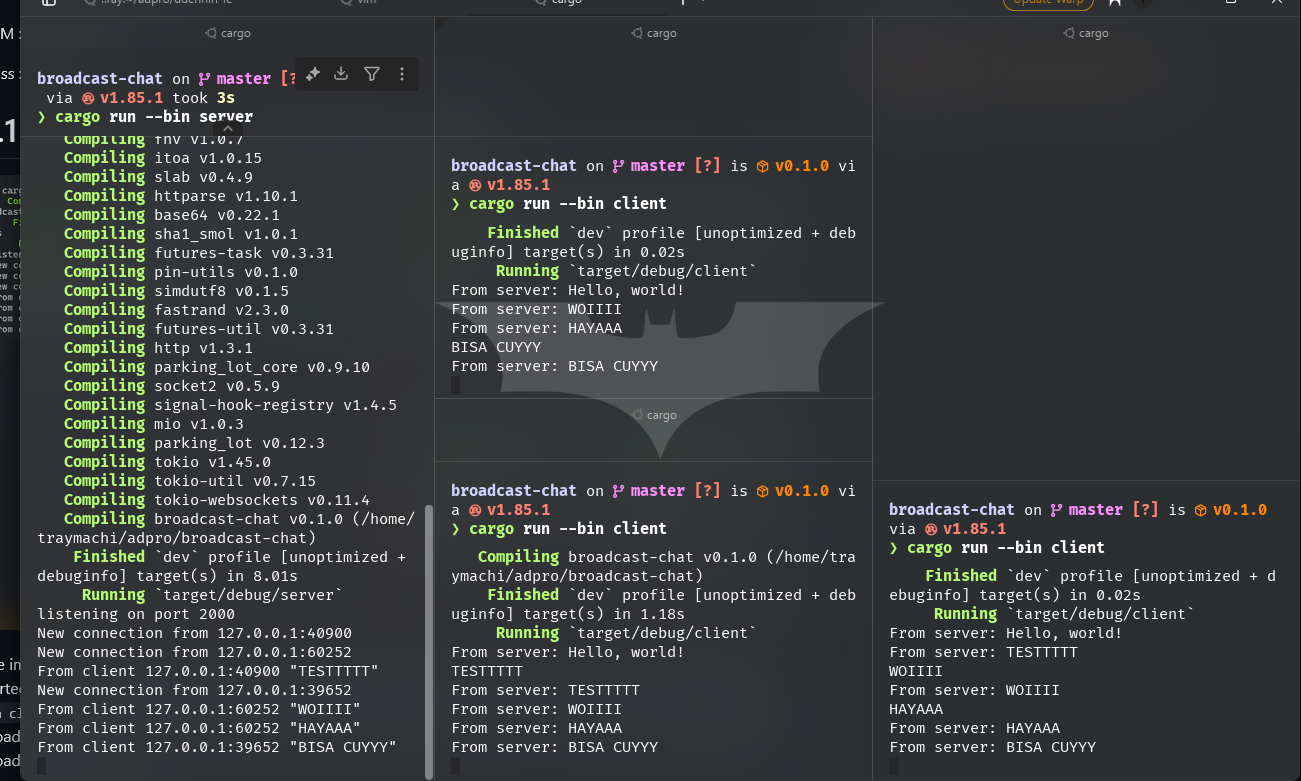 cargo
broadcast-chat on master [?
via v1.85.1 took 3s
❯ cargo run --bin server
Compiling fnv v1.0.7
Compiling itoa v1.0.15
Compiling slab v0.4.9
Compiling httparse v1.10.1
Compiling base64 v0.22.1
Compiling sha1_smol v1.0.1
Compiling futures-task v0.3.31
Compiling pin-utils v0.1.0
Compiling simdutf8 v0.1.5
Compiling fastrand v2.3.0
Compiling futures-util v0.3.31
Compiling http v1.3.1
Compiling parking_lot_core v0.9.10
Compiling socket2 v0.5.9
Compiling signal-hook-registry v1.4.5
Compiling mio v1.0.3
Compiling parking_lot v0.12.3
Compiling tokio v1.45.0
Compiling tokio-util v0.7.15
Compiling tokio-websockets v0.11.4
Compiling broadcast-chat v0.1.0 (/home/
traymachi/adpro/broadcast-chat)
Finished `dev` profile [unoptimized +
debuginfo] target(s) in 8.01s
Running `target/debug/server`
listening on port 2000
New connection from 127.0.0.1:40900
New connection from 127.0.0.1:60252
From client 127.0.0.1:40900 "TESTTTTT"
New connection from 127.0.0.1:39652
From client 127.0.0.1:60252 "WOIIII"
From client 127.0.0.1:60252 "HAYAAA"
From client 127.0.0.1:39652 "BISA CUYYY"
cargo
broadcast-chat on master [?] is v0.1.0 vi
a v1.85.1
❯ cargo run --bin client
Finished `dev` profile [unoptimized + deb
uginfo] target(s) in 0.02s
Running `target/debug/client`
From server: Hello, world!
From server: WOIIII
From server: HAYAAA
BISA CUYYY
From server: BISA CUYYY
cargo
broadcast-chat on master [?] is v0.1.0 vi
a v1.85.1
❯ cargo run --bin client
Compiling broadcast-chat v0.1.0 (/home/tra
ymachi/adpro/broadcast-chat)
Finished `dev` profile [unoptimized + deb
uginfo] target(s) in 1.18s
Running `target/debug/client`
From server: Hello, world!
TESTTTTT
From server: TESTTTTT
From server: WOIIII
From server: HAYAAA
From server: BISA CUYYY
cargo
broadcast-chat on master [?] is v0.1.0
via v1.85.1
❯ cargo run --bin client
Finished `dev` profile [unoptimized + d
ebuginfo] target(s) in 0.02s
Running `target/debug/client`
From server: Hello, world!
From server: TESTTTTT
WOIIII
From server: WOIIII
HAYAAA
From server: HAYAAA
From server: BISA CUYYY